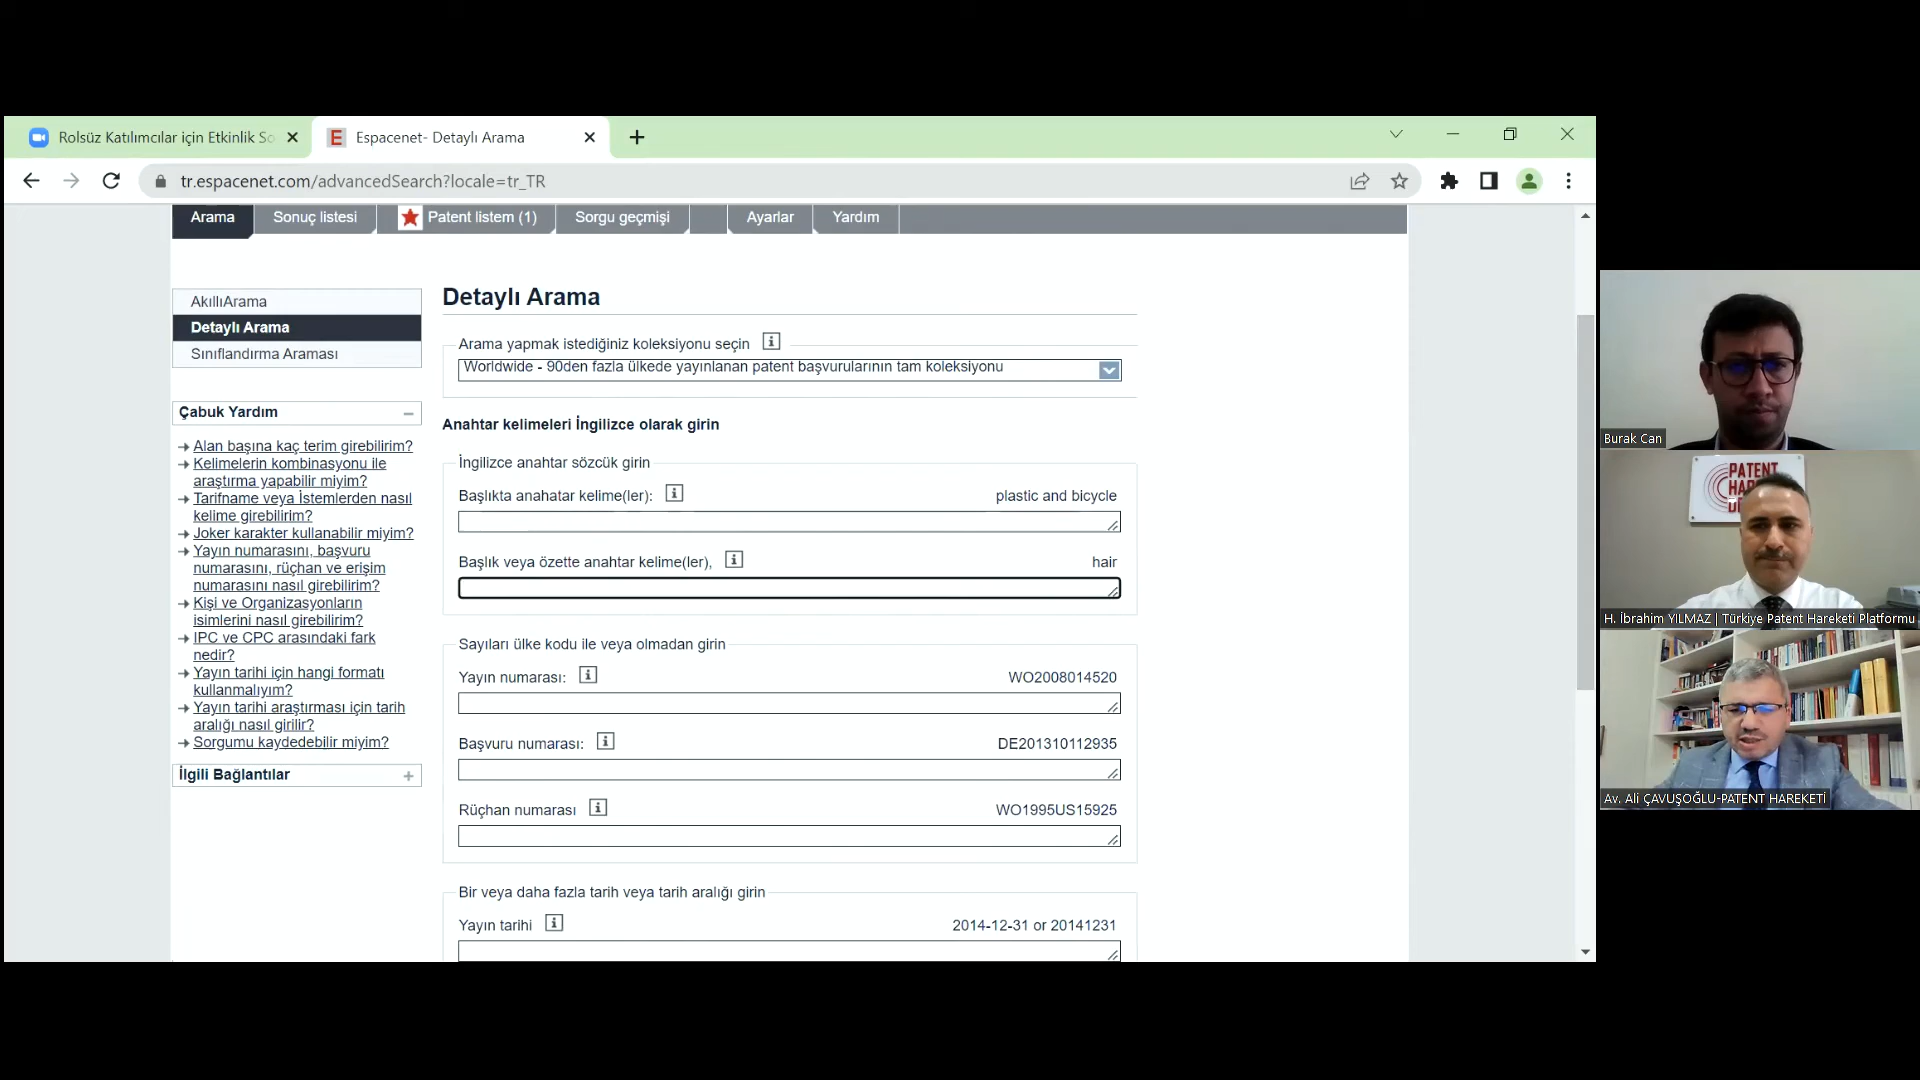 Rolsüz Katılımcılar için Etkinlik So
Espacenet- Detaylı Arama
tr.espacenet.com/advancedSearch?locale=tr_TR
Arama
Sonuç listesi
Patent listem (1)
Sorgu geçmişi
Ayarlar
Yardım
AkıllıArama
Detaylı Arama
Sınıflandırma Araması
Çabuk Yardım
Alan başına kaç terim girebilirim?
Kelimelerin kombinasyonu ile
araştırma yapabilir miyim?
Tarifname veya İstemlerden nasıl
kelime girebilirim?
Joker karakter kullanabilir miyim?
Yayın numarasını, başvuru
numarasını, rüçhan ve erişim
numarasını nasıl girebilirim?
Kişi ve Organizasyonların
isimlerini nasıl girebilirim?
IPC ve CPC arasındaki fark
nedir?
Yayın tarihi için hangi formatı
kullanmalıyım?
Yayın tarihi araştırması için tarih
aralığı nasıl girilir?
Sorgumu kaydedebilir miyim?
İlgili Bağlantılar
Detaylı Arama
Arama yapmak istediğiniz koleksiyonu seçin
Worldwide - 90den fazla ülkede yayınlanan patent başvurularının tam koleksiyonu
Anahtar kelimeleri İngilizce olarak girin
İngilizce anahtar sözcük girin
Başlıkta anahatar kelime(ler): plastic and bicycle
Başlık veya özette anahtar kelime(ler), hair
Sayıları ülke kodu ile veya olmadan girin
Yayın numarası: WO2008014520
Başvuru numarası: DE201310112935
Rüçhan numarası WO1995US15925
Bir veya daha fazla tarih veya tarih aralığı girin
Yayın tarihi 2014-12-31 or 20141231
Burak Can
PATENT
H. İbrahim YILMAZ | Türkiye Patent Hareketi Platformu
Av. Ali ÇAVUŞOĞLU-PATENT HAREKETİ